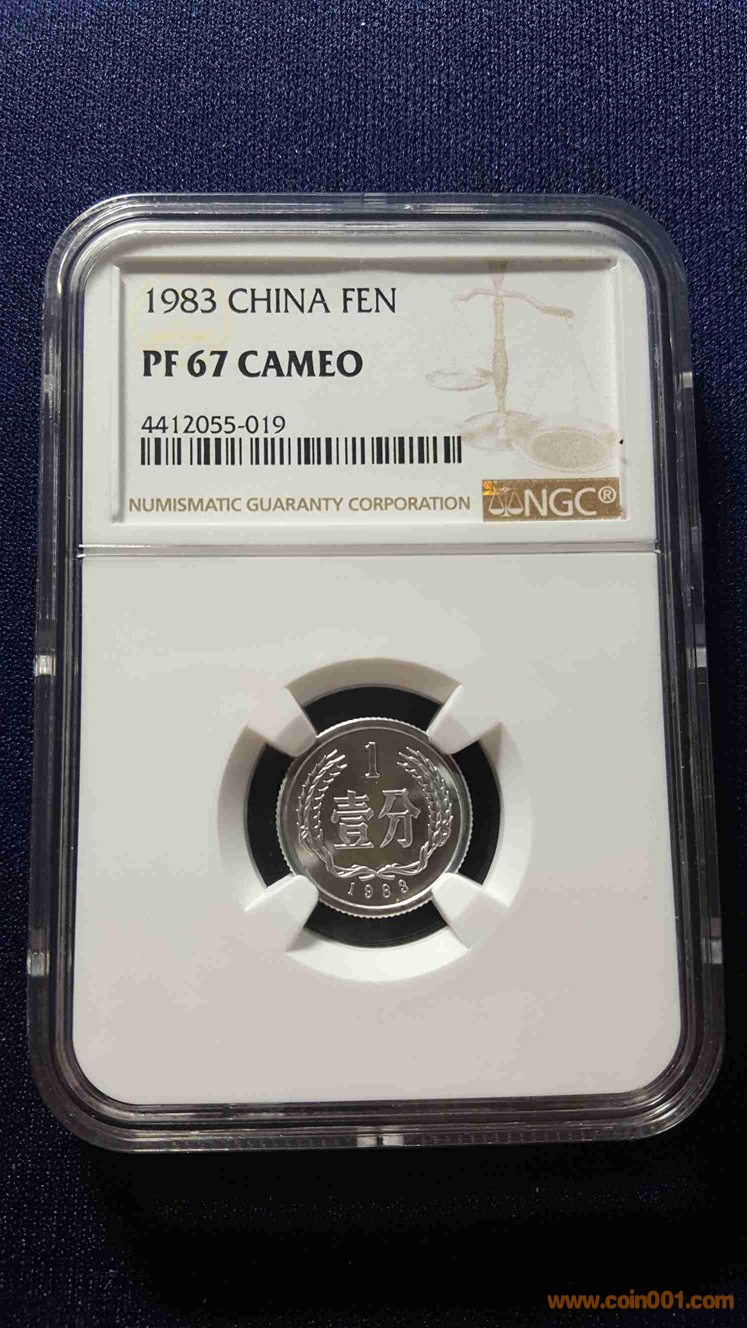 1983 CHINA FEN
PF 67 CAMEO
4412055-019
NUMISMATIC GUARANTY CORPORATION
NGC®
1
壹分
1983
www.coin001.com